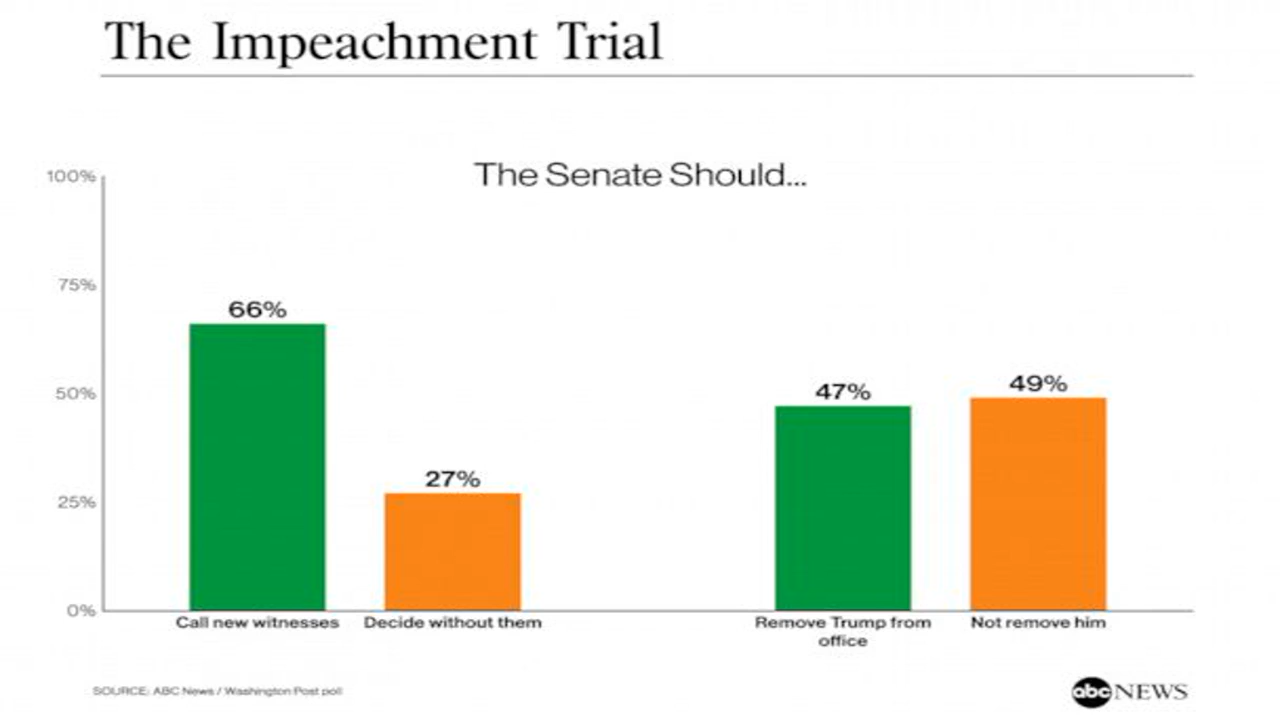 The Impeachment Trial
The Senate Should...
100%
75%
50%
25%
0%
66%
27%
47%
49%
Call new witnesses
Decide without them
Remove Trump from
office
Not remove him
SOURCE: ABC News / Washington Post poll
abc NEWS